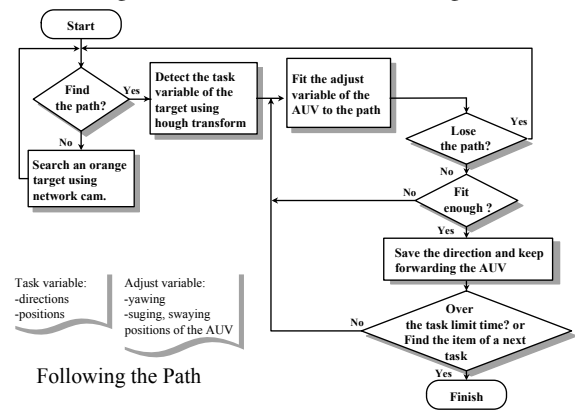 Start
Find
the path?
Yes
No
Search an orange
target using
network cam.
Detect the task
variable of the
target using
hough transform
Fit the adjust
variable of the
AUV to the path
Lose
the path?
Yes
No
Fit
enough ?
No
Yes
Save the direction and keep
forwarding the AUV
Over
the task limit time? or
Find the item of a next
task
No
Yes
Finish
Task variable:
-directions
-positions
Adjust variable:
-yawing
-suging, swaying
positions of the AUV
Following the Path